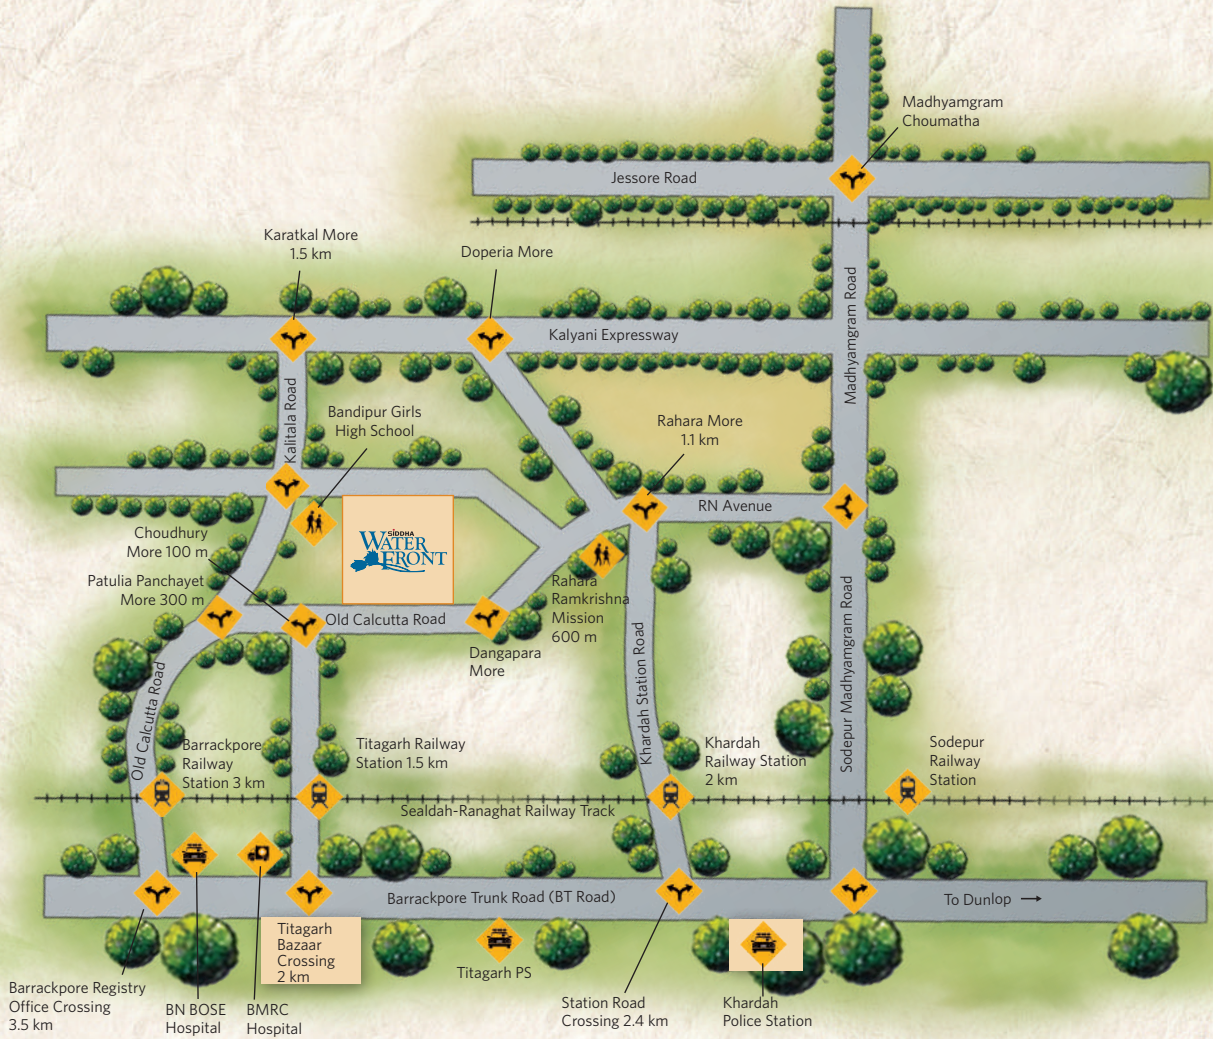 Madhyamgram
Choumatha
Jessore Road
Karatkal More
1.5 km
Doperia More
Kalyani Expressway
Madhyamgram Road
Kalitala Road
Bandipur Girls
High School
Rahara More
1.1 km
RN Avenue
Choudhury
More 100 m
SIDDHA
WATER
FRONT
Patulia Panchayet
More 300 m
Rahara
Ramkrishna
Mission
600 m
Old Calcutta Road
Dangapara
More
Khardah Station Road
Sodepur Madhyamgram Road
Old Calcutta Road
Barrackpore
Railway
Station 3 km
Titagarh Railway
Station 1.5 km
Khardah
Railway Station
2 km
Sodepur
Railway
Station
Sealdah-Ranaghat Railway Track
Barrackpore Trunk Road (BT Road)
To Dunlop
Titagarh
Bazaar
Crossing
2 km
Titagarh PS
Barrackpore Registry
Office Crossing
3.5 km
BN BOSE
Hospital
BMRC
Hospital
Station Road
Crossing 2.4 km
Khardah
Police Station